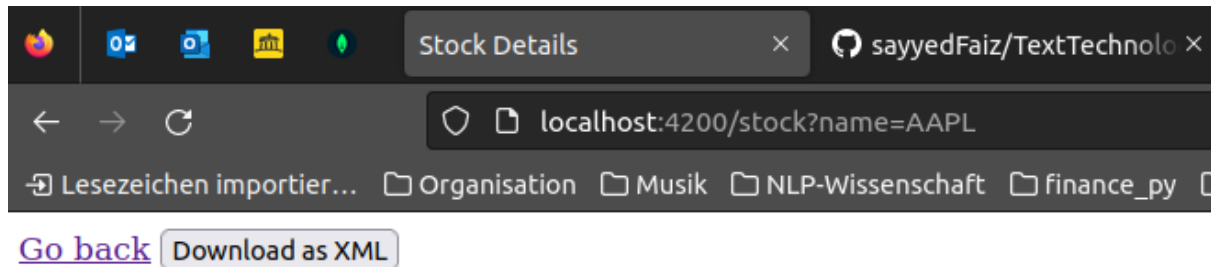 Stock Details sayyedFaiz/TextTechnolo
localhost:4200/stock?name=AAPL
Lesezeichen importier… Organisation Musik NLP-Wissenschaft finance_py
Go back Download as XML